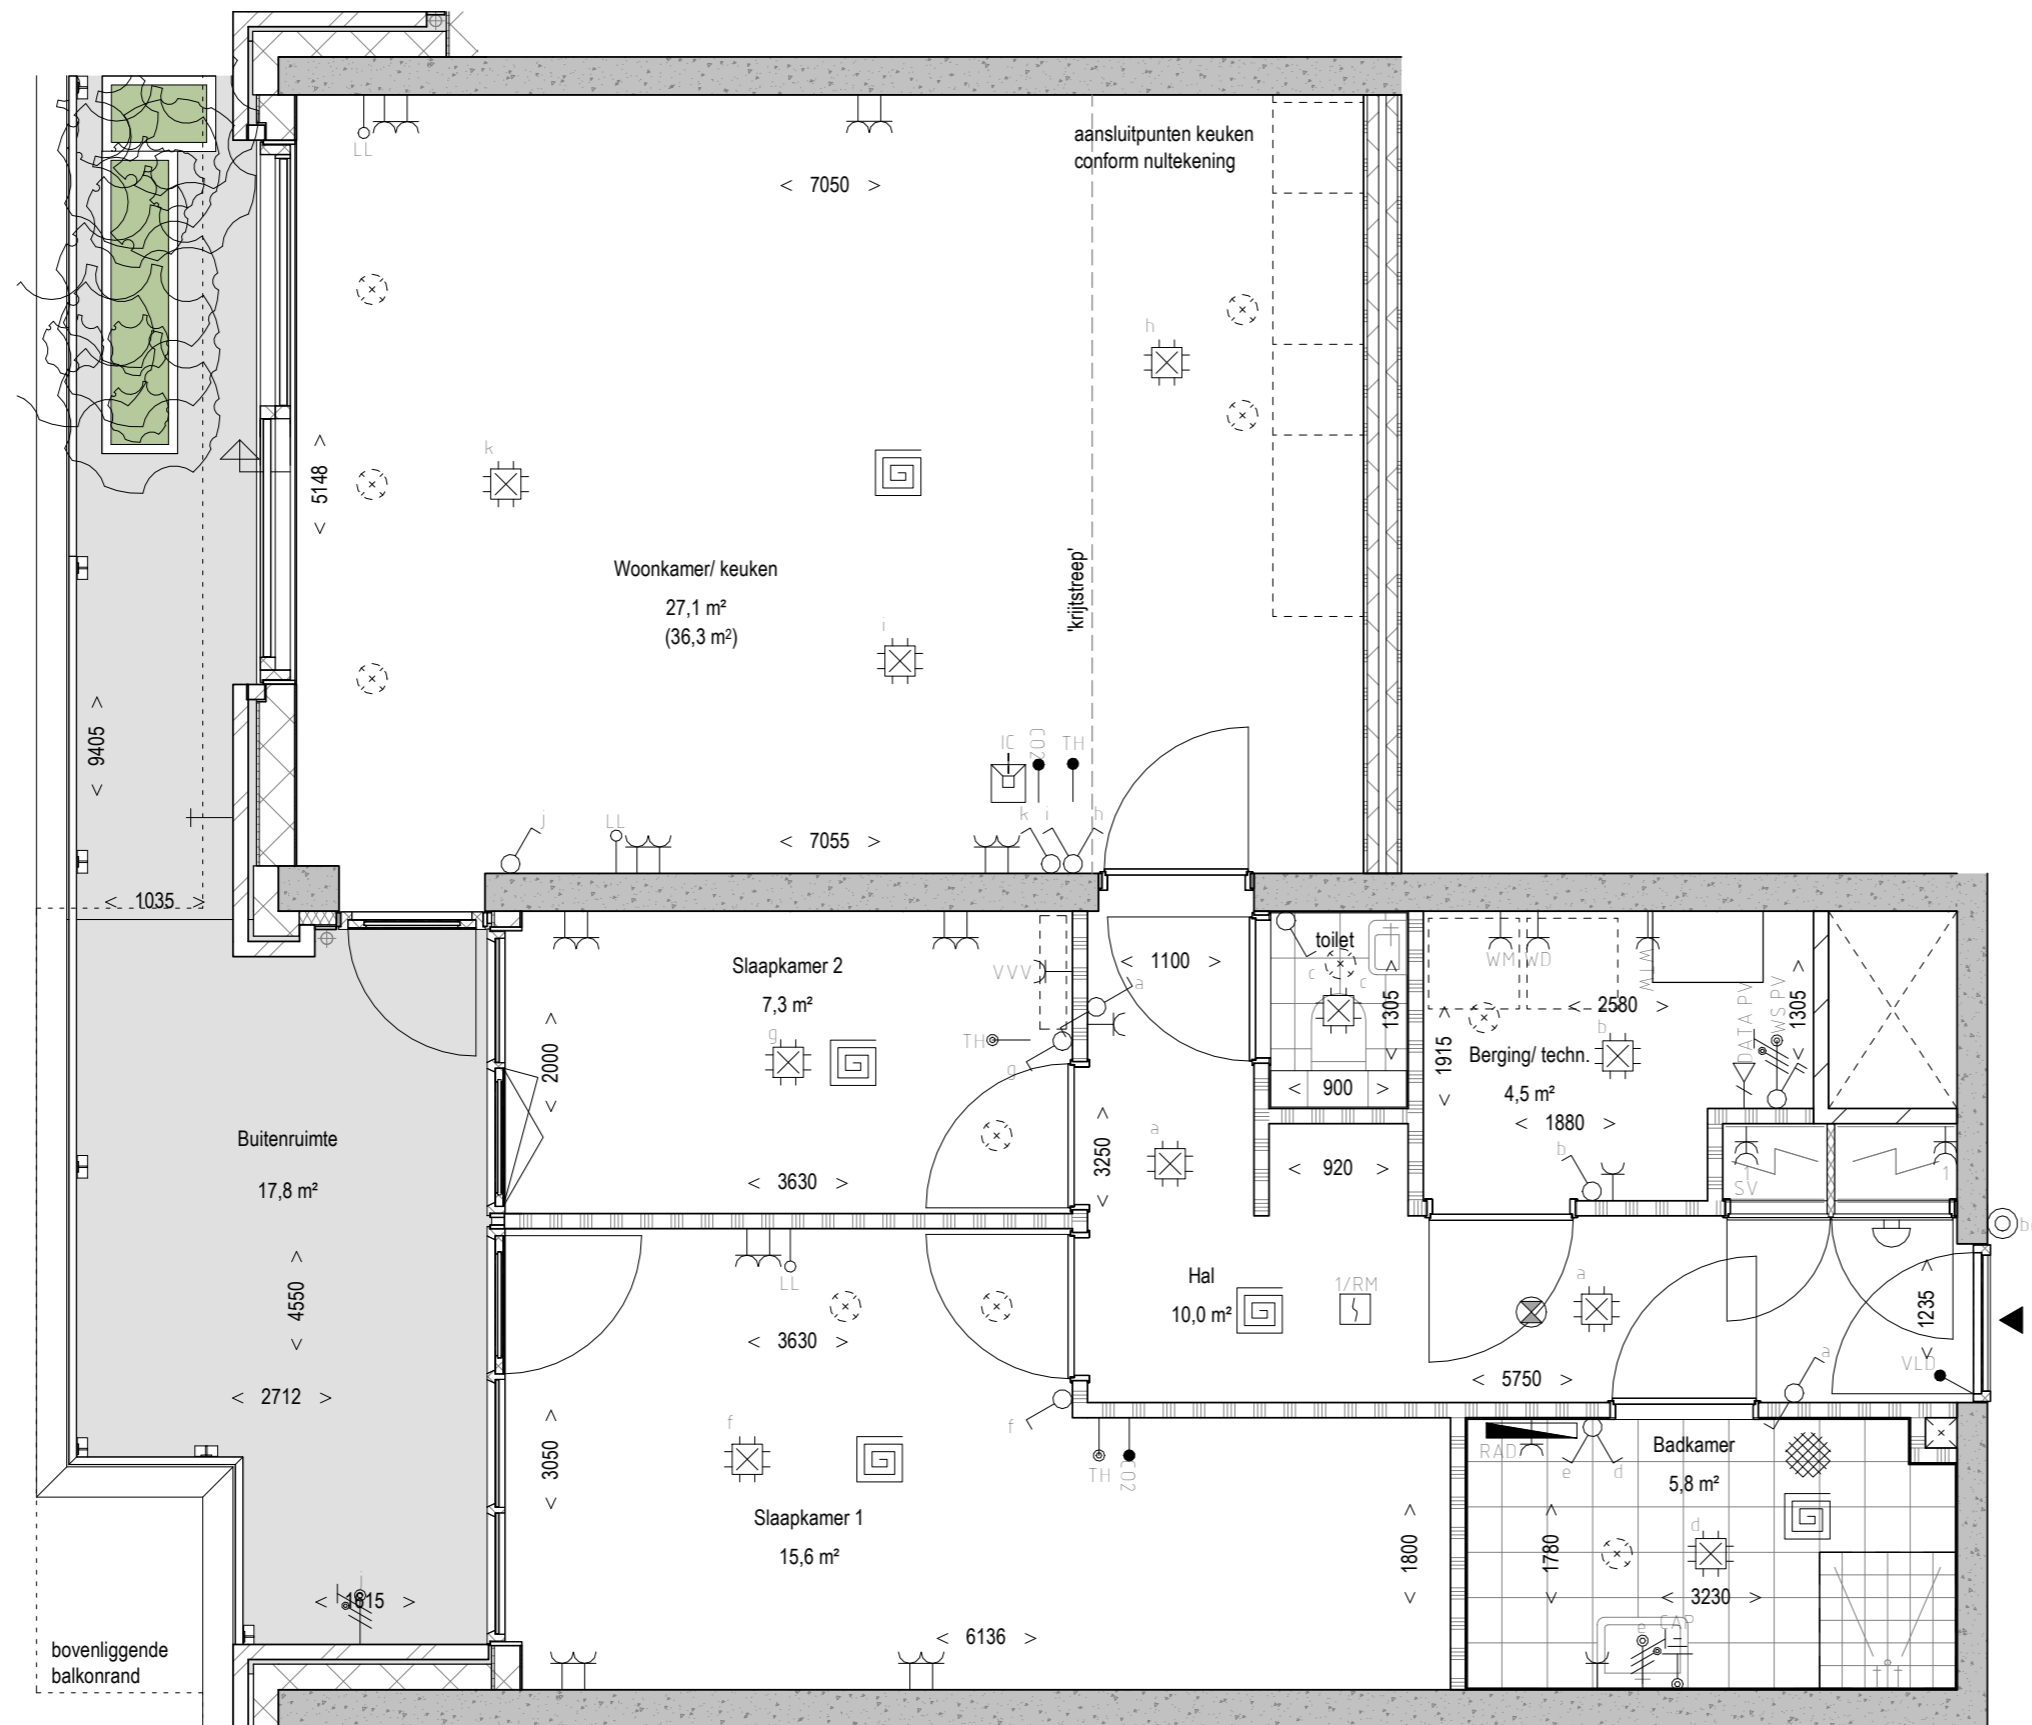 LL
aansluitpunten keuken
conform nultekening
< 7050 >
h
k
< 5148 >
Woonkamer/ keuken
27,1 m²
(36,3 m²)
'krijtstreep'
i
< 9405 >
IC
CO2
TH
j
LL
< 7055 >
k
i
h
< 1035 >
toilet
Slaapkamer 2
7,3 m²
VVV
< 1100 >
a
c
c
< 1305 >
WM
WD
MTW
< 2580 >
DATA PV
WS PV
< 1305 >
g
TH
g
< 2000 >
< 1915 >
Berging/ techn.
4,5 m²
b
< 900 >
< 1880 >
Buitenruimte
17,8 m²
a
< 3250 >
< 920 >
b
SV
1
< 3630 >
LL
Hal
10,0 m²
1/RM
a
< 4550 >
< 3630 >
< 1235 >
< 5750 >
a
VLD
< 2712 >
f
f
< 3050 >
TH
CO2
RAD
e
d
Badkamer
5,8 m²
Slaapkamer 1
15,6 m²
< 1800 >
< 1780 >
d
< 3230 >
< 1815 >
e
CAP
< 6136 >
bovenliggende
balkonrand